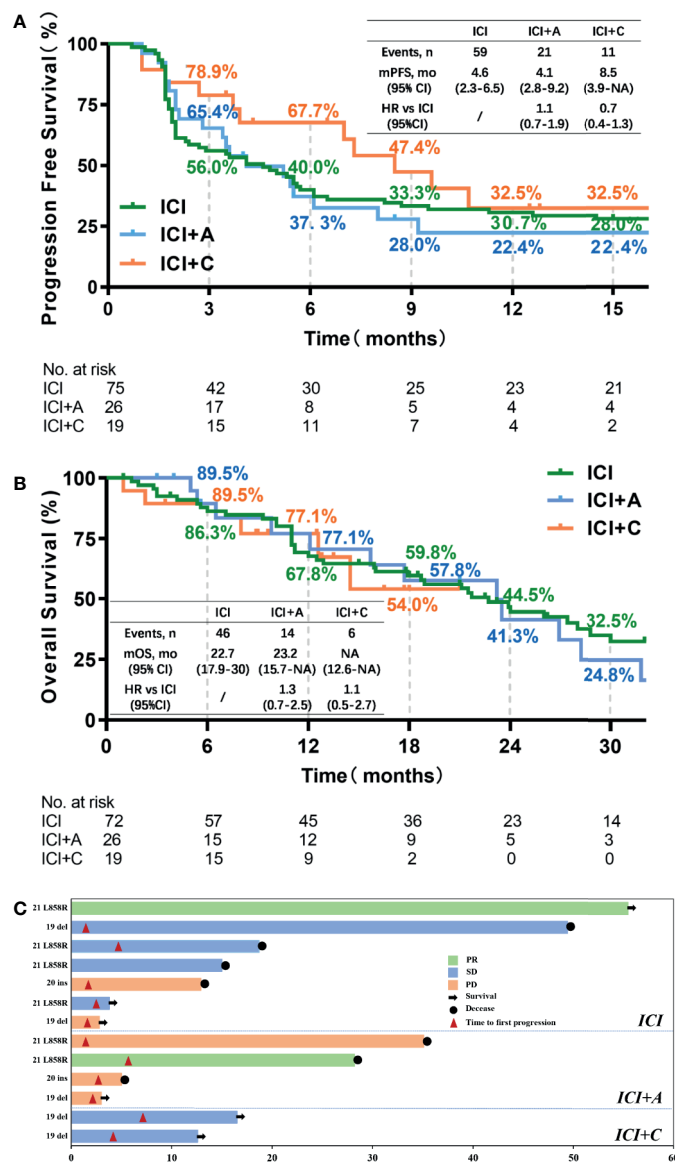 A
Progression Free Survival( %)
100
75
50
25
0
78.9%
65.4%
56.0%
67.7%
40.0%
37. 3%
47.4%
33.3%
28.0%
32.5%
30.7%
22.4%
32.5%
28.0%
22.4%
ICI
ICI+A
ICI+C
ICI ICI+A ICI+C
Events, n 59 21 11
mPFS, mo 4.6 4.1 8.5
(95% CI) (2.3-6.5) (2.8-9.2) (3.9-NA)
HR vs ICI / 1.1 0.7
(95%CI) (0.7-1.9) (0.4-1.3)
0 3 6 9 12 15
Time( months)
No. at risk
ICI 75 42 30 25 23 21
ICI+A 26 17 8 5 4 4
ICI+C 19 15 11 7 4 2
B
Overall Survival (%)
100
75
50
25
0
89.5%
89.5%
86.3%
77.1%
77.1%
67.8%
59.8%
57.8%
54.0%
44.5%
41.3%
32.5%
24.8%
ICI
ICI+A
ICI+C
ICI ICI+A ICI+C
Events, n 46 14 6
mOS, mo 22.7 23.2 NA
(95% CI) (17.9-30) (15.7-NA) (12.6-NA)
HR vs ICI / 1.3 1.1
(95%CI) (0.7-2.5) (0.5-2.7)
0 6 12 18 24 30
Time( months)
No. at risk
ICI 72 57 45 36 23 14
ICI+A 26 15 12 9 5 3
ICI+C 19 15 9 2 0 0
C
21 L858R
19 del
21 L858R
21 L858R
20 ins
21 L858R
19 del
21 L858R
21 L858R
20 ins
19 del
19 del
19 del
PR
SD
PD
Survival
Decease
Time to first progression
ICI
ICI+A
ICI+C
0 10 20 30 40 50 60